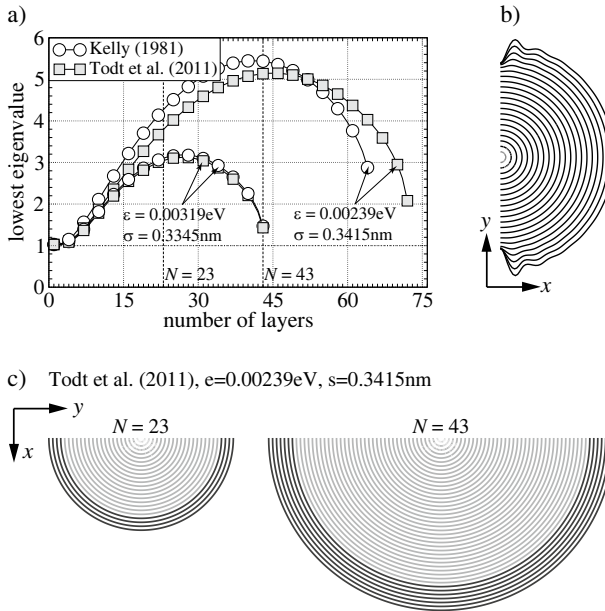 a)
b)
6
5
4
3
2
1
0
lowest eigenvalue
Kelly (1981)
Todt et al. (2011)
ε = 0.00319eV
σ = 0.3345nm
ε = 0.00239eV
σ = 0.3415nm
N = 23
N = 43
0 15 30 45 60 75
number of layers
y
x
c) Todt et al. (2011), e=0.00239eV, s=0.3415nm
y
x
N = 23
N = 43